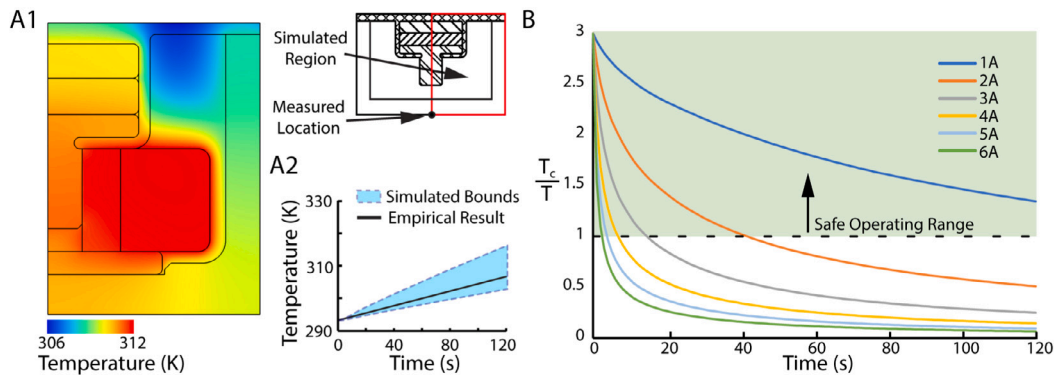 A1
306
312
Temperature (K)
Simulated
Region
Measured
Location
A2
Simulated Bounds
Empirical Result
Temperature (K)
330
310
290
0
40
80
120
Time (s)
B
T_c
T
3
2.5
2
1.5
1
0.5
0
1A
2A
3A
4A
5A
6A
Safe Operating Range
0
20
40
60
80
100
120
Time (s)